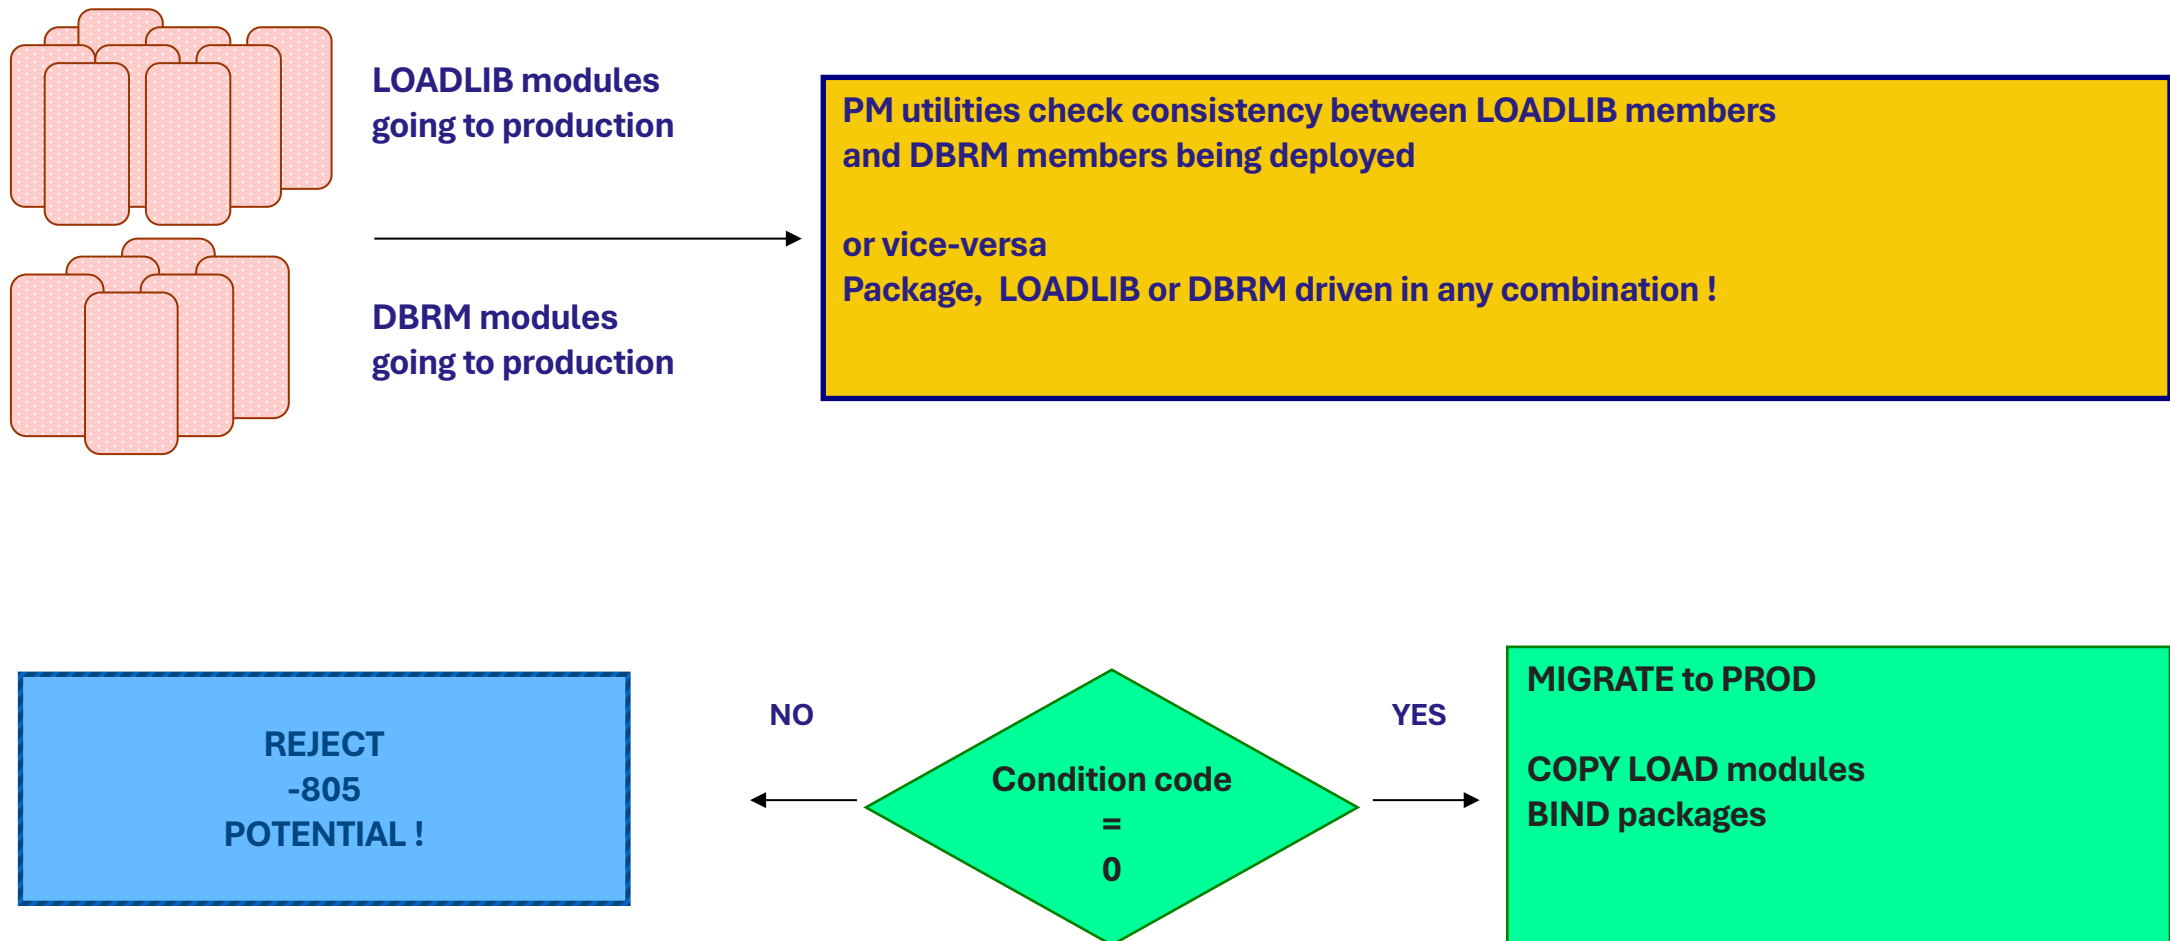 LOADLIB modules
going to production
PM utilities check consistency between LOADLIB members
and DBRM members being deployed
or vice-versa
Package,  LOADLIB or DBRM driven in any combination !
DBRM modules
going to production
REJECT
-805
POTENTIAL !
NO
Condition code
=
0
YES
MIGRATE to PROD
COPY LOAD modules
BIND packages